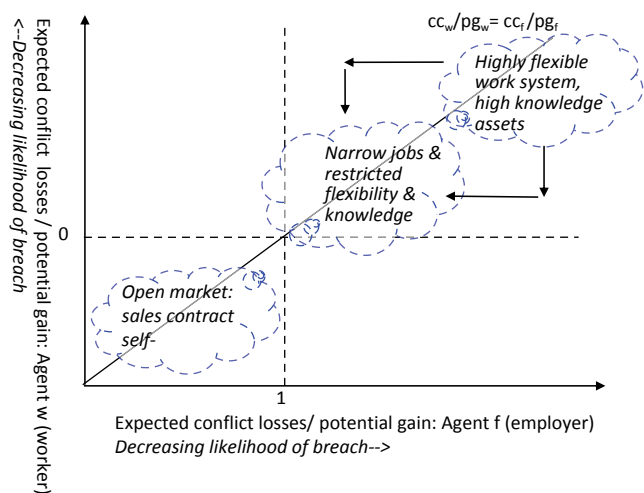 cc_w/pg_w= cc_f/pg_f
Highly flexible
work system,
high knowledge
assets
Narrow jobs &
restricted
flexibility &
knowledge
Open market:
sales contract
self-
0
1
Expected conflict losses/ potential gain: Agent f (employer)
Decreasing likelihood of breach-->
Expected conflict losses / potential gain: Agent w (worker)
<--Decreasing likelihood of breach